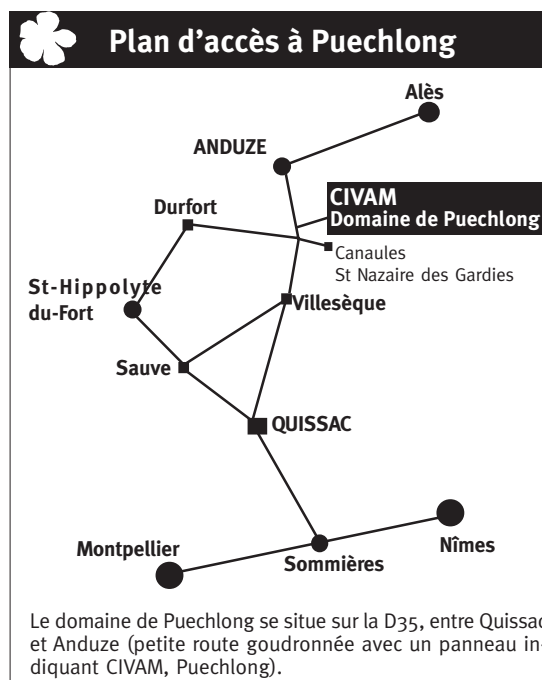 Plan d'accès à Puechlong
Alès
ANDUZE
CIVAM
Domaine de Puechlong
Durfort
Canaules
St Nazaire des Gardies
St-Hippolyte
du-Fort
Villesèque
Sauve
QUISSAC
Montpellier
Sommières
Nîmes
Le domaine de Puechlong se situe sur la D35, entre Quissac
et Anduze (petite route goudronnée avec un panneau in-
diquant CIVAM, Puechlong).